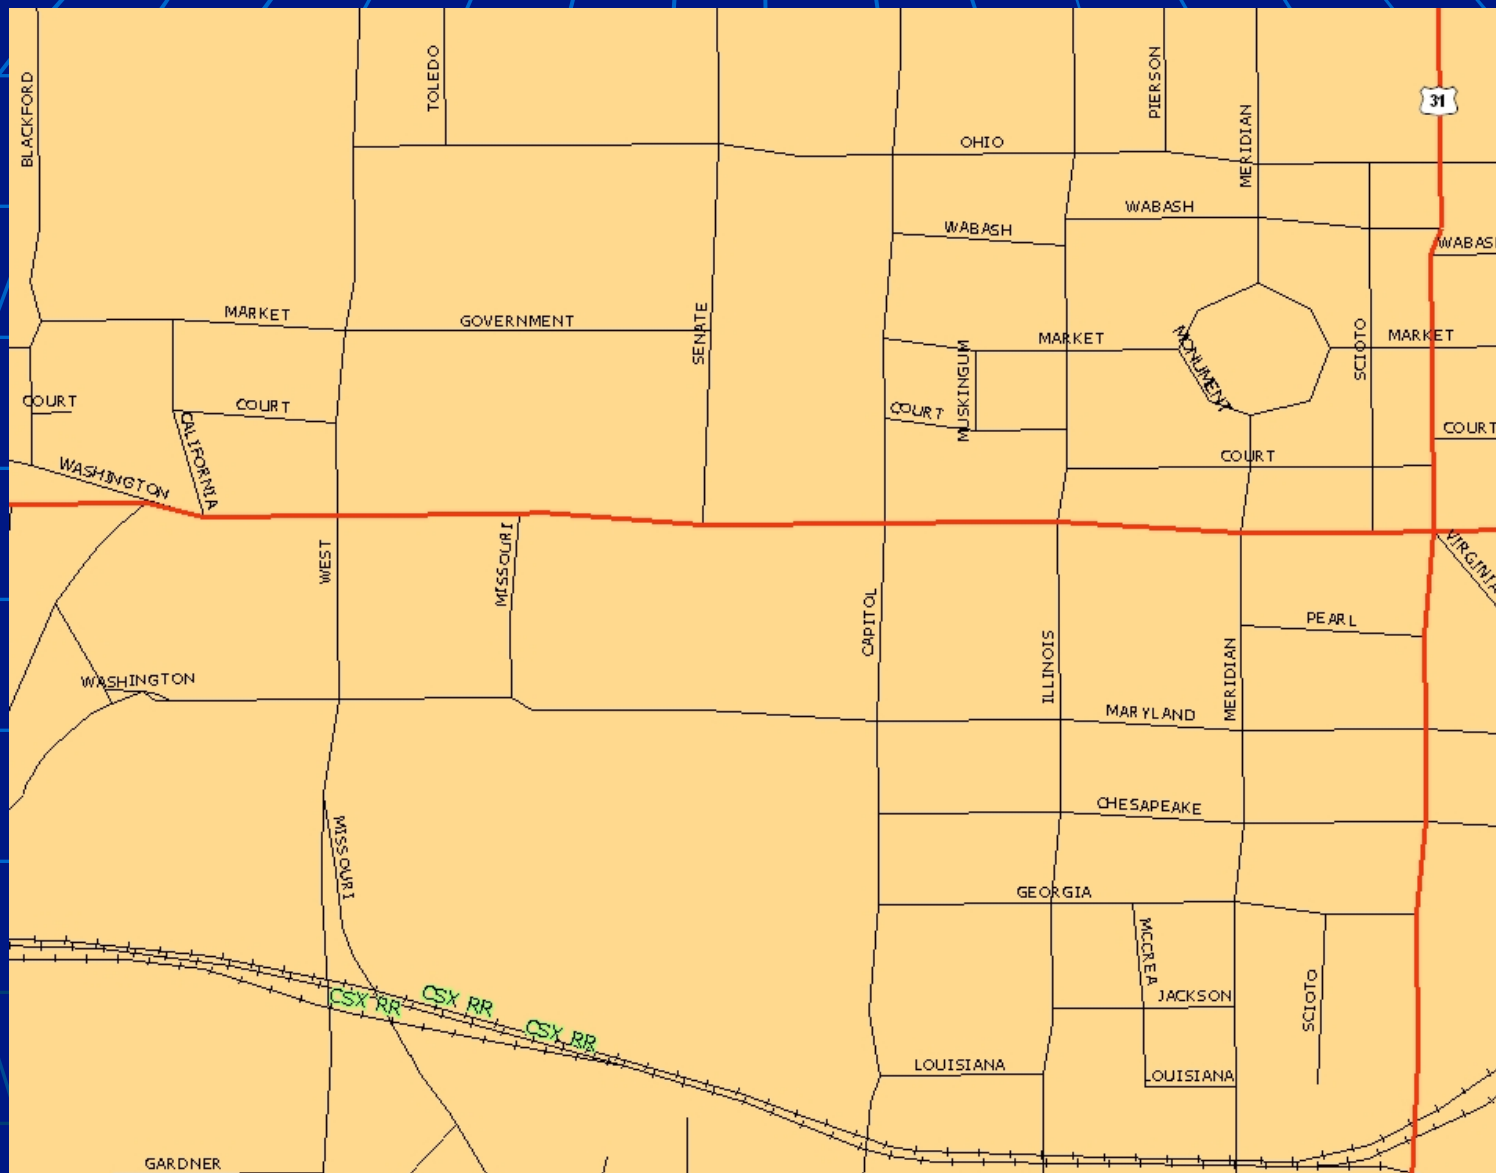 TOLEDO
BLACKFORD
PIERSON
31
MERIDIAN
OHIO
WABASH
WABASH
WABAS
MARKET
GOVERNMENT
SENATE
MARKET
MUSKINGUM
MONUMENT
SCIOTO
MARKET
COURT
COURT
COURT
COURT
COURT
CALIFORNIA
WASHINGTON
WEST
MISSOURI
VIRGINIA
CAPITOL
ILLINOIS
PEARL
MERIDIAN
WASHINGTON
MARYLAND
CHESAPEAKE
MISSOURI
GEORGIA
MCCREA
JACKSON
SCIOTO
CSX RR
CSX RR
CSX RR
LOUISIANA
LOUISIANA
GARDNER